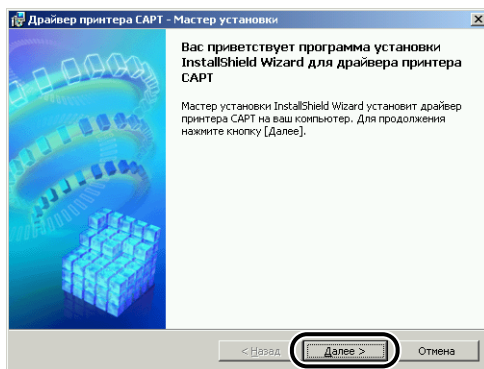 Драйвер принтера CAPT - Мастер установки
Вас приветствует программа установки
InstallShield Wizard для драйвера принтера
CAPT
Мастер установки InstallShield Wizard установит драйвер
принтера CAPT на ваш компьютер. Для продолжения
нажмите кнопку [Далее].
< Назад
Далее >
Отмена